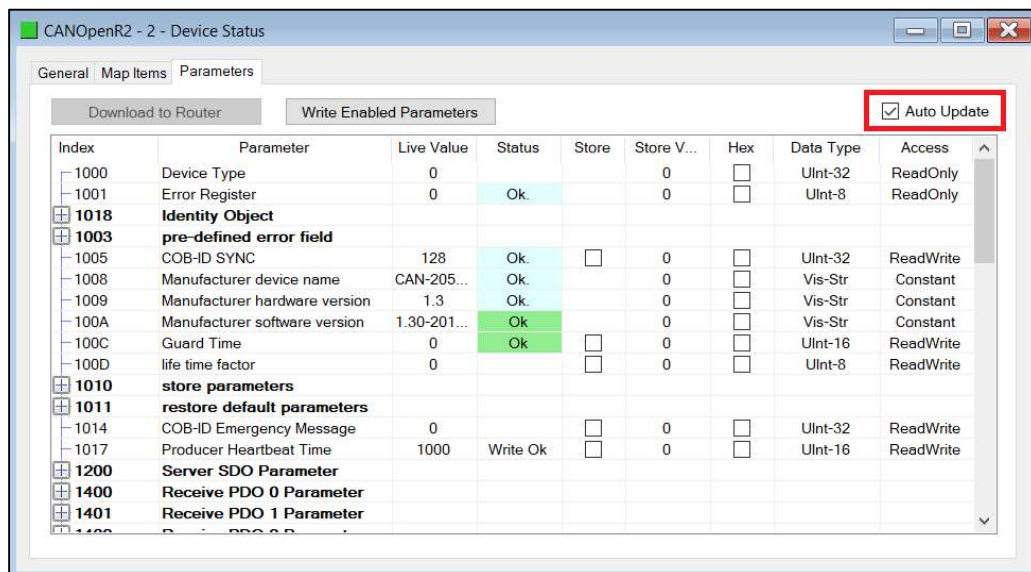 CANOpenR2 - 2 - Device Status
General Map Items Parameters
Download to Router Write Enabled Parameters Auto Update
Index Parameter Live Value Status Store Store V... Hex Data Type Access
1000 Device Type 0 0 UInt-32 ReadOnly
1001 Error Register 0 Ok. 0 UInt-8 ReadOnly
1018 Identity Object
1003 pre-defined error field
1005 COB-ID SYNC 128 Ok. 0 UInt-32 ReadWrite
1008 Manufacturer device name CAN-205... Ok. 0 Vis-Str Constant
1009 Manufacturer hardware version 1.3 Ok. 0 Vis-Str Constant
100A Manufacturer software version 1.30-201... Ok 0 Vis-Str Constant
100C Guard Time 0 Ok 0 UInt-16 ReadWrite
100D life time factor 0 0 UInt-8 ReadWrite
1010 store parameters
1011 restore default parameters
1014 COB-ID Emergency Message 0 0 UInt-32 ReadWrite
1017 Producer Heartbeat Time 1000 Write Ok 0 UInt-16 ReadWrite
1200 Server SDO Parameter
1400 Receive PDO 0 Parameter
1401 Receive PDO 1 Parameter